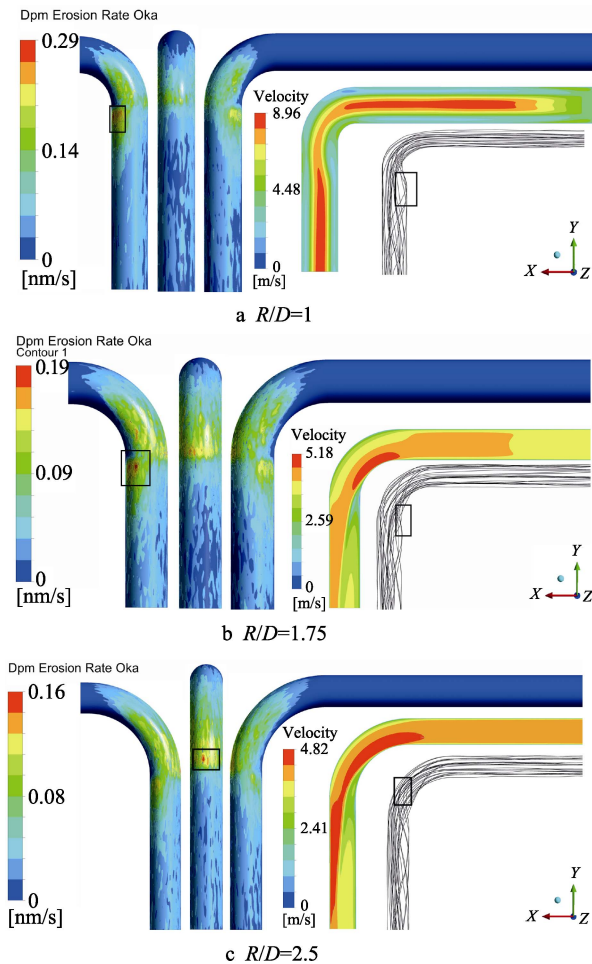 Dpm Erosion Rate Oka
0.29
0.14
0
[nm/s]
Velocity
8.96
4.48
0
[m/s]
Y
X
Z
a R/D=1
Dpm Erosion Rate Oka
Contour 1
0.19
0.09
0
[nm/s]
Velocity
5.18
2.59
0
[m/s]
Y
X
Z
b R/D=1.75
Dpm Erosion Rate Oka
0.16
0.08
0
[nm/s]
Velocity
4.82
2.41
0
[m/s]
Y
X
Z
c R/D=2.5